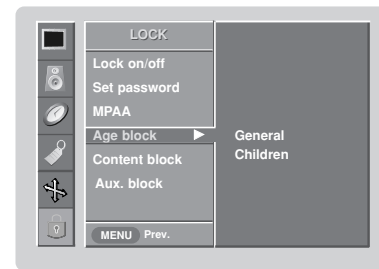 LOCK
Lock on/off
Set password
MPAA
Age block
General
Content block
Children
Aux. block
MENU Prev.